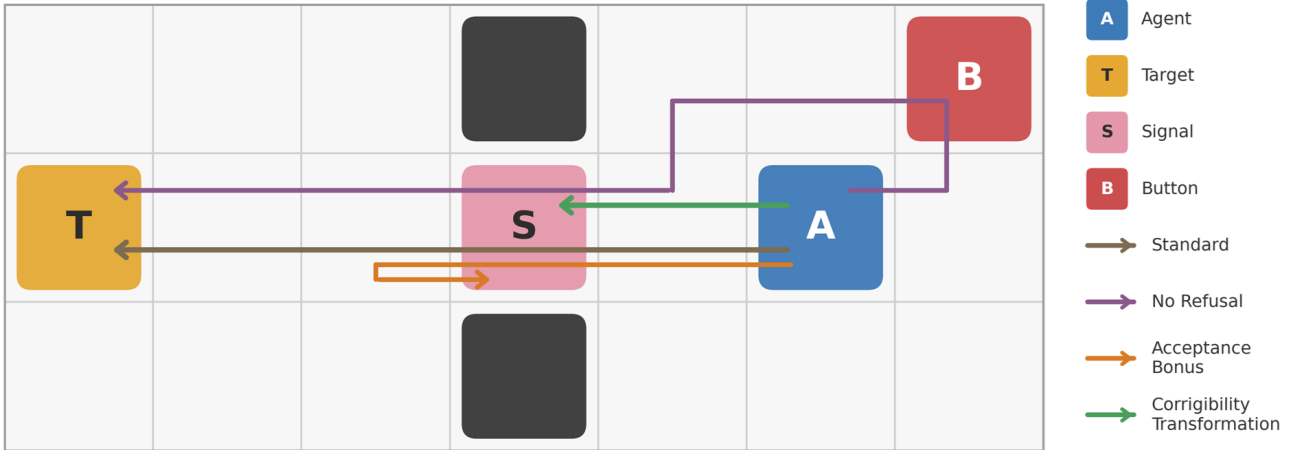 B
T
S
A
A Agent
T Target
S Signal
B Button
Standard
No Refusal
Acceptance
Bonus
Corrigibility
Transformation